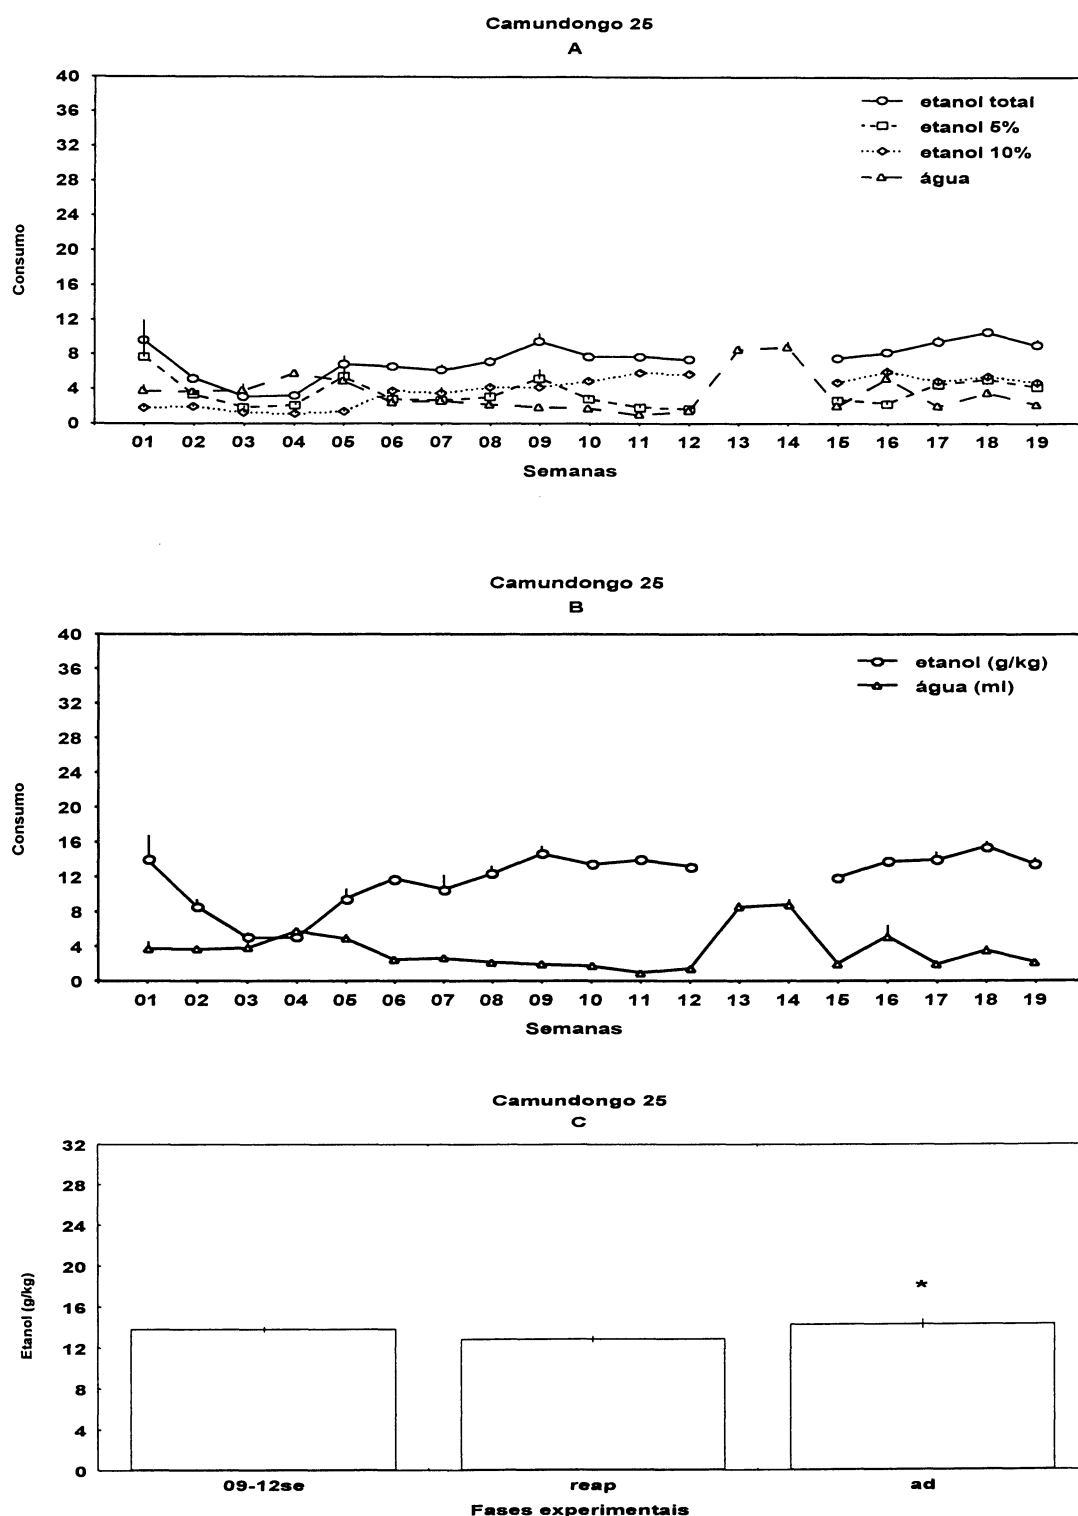 Camundongo 25
A
40
36
32
28
24
20
16
12
8
4
0
Consumo
etanol total
etanol 5%
etanol 10%
água
01 02 03 04 05 06 07 08 09 10 11 12 13 14 15 16 17 18 19
Semanas
Camundongo 25
B
40
36
32
28
24
20
16
12
8
4
0
Consumo
etanol (g/kg)
água (ml)
01 02 03 04 05 06 07 08 09 10 11 12 13 14 15 16 17 18 19
Semanas
Camundongo 25
C
32
28
24
20
16
12
8
4
0
Etanol (g/kg)
*
09-12se reap ad
Fases experimentais